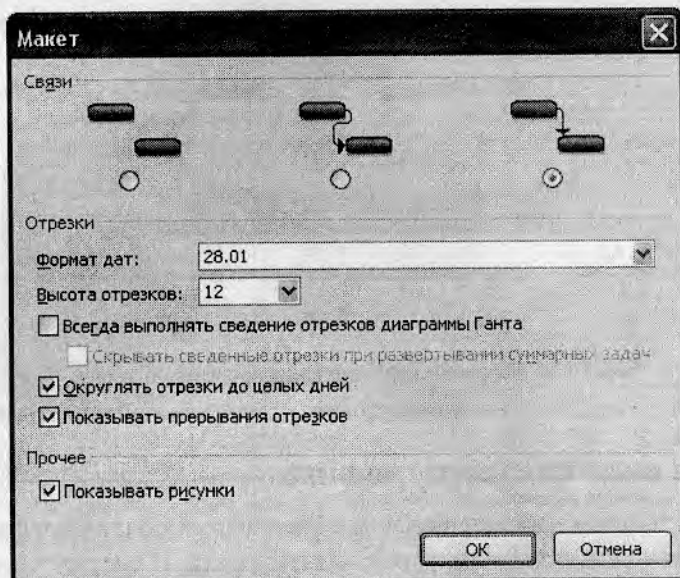 Макет
Связи
Отрезки
Формат дат: 28.01
Высота отрезков: 12
Всегда выполнять сведение отрезков диаграммы Ганта
Скрывать сведенные отрезки при развертывании суммарных задач
Округлять отрезки до целых дней
Показывать прерывания отрезков
Прочее
Показывать рисунки
ОК Отмена